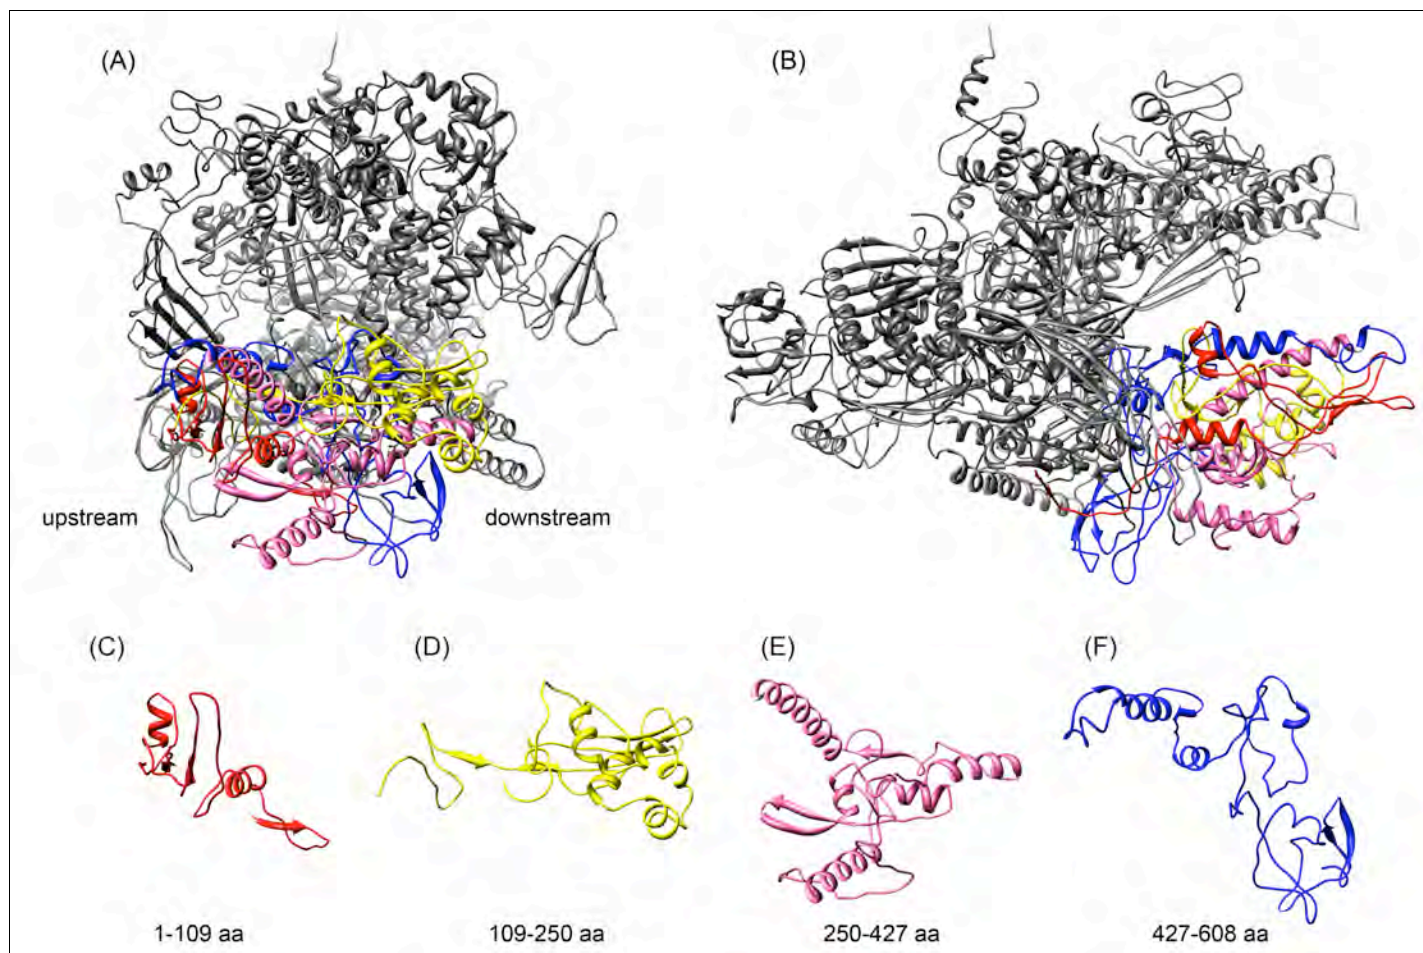 (A)
(B)
upstream
downstream
(C)
(D)
(E)
(F)
1-109 aa
109-250 aa
250-427 aa
427-608 aa